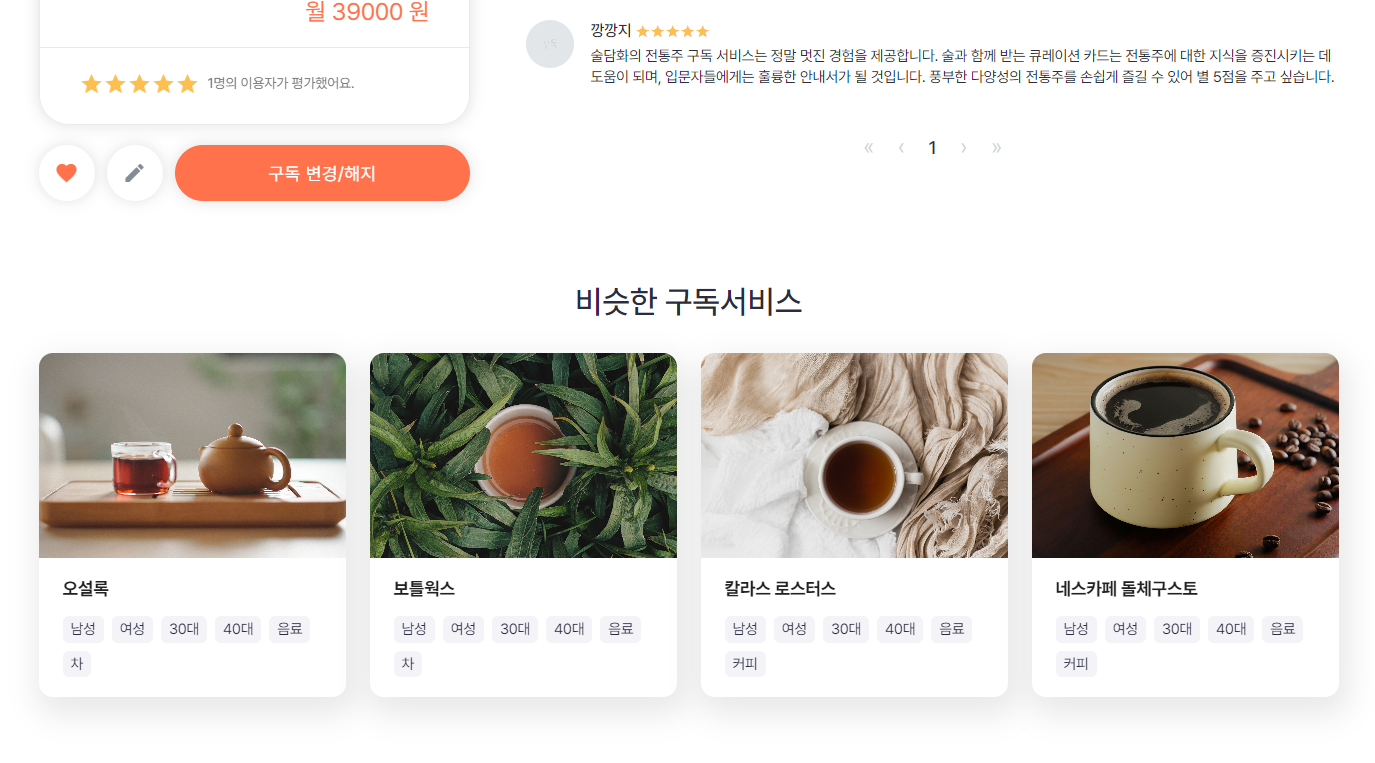 월 39000 원
1명의 이용자가 평가했어요.
구독 변경/해지
깡깡지
술담화의 전통주 구독 서비스는 정말 멋진 경험을 제공합니다. 술과 함께 받는 큐레이션 카드는 전통주에 대한 지식을 증진시키는 데
도움이 되며, 입문자들에게는 훌륭한 안내서가 될 것입니다. 풍부한 다양성의 전통주를 손쉽게 즐길 수 있어 별 5점을 주고 싶습니다.
« ‹ 1 › »
비슷한 구독서비스
오설록
남성 여성 30대 40대 음료
차
보틀웍스
남성 여성 30대 40대 음료
차
칼라스 로스터스
남성 여성 30대 40대 음료
커피
네스카페 돌체구스토
남성 여성 30대 40대 음료
커피